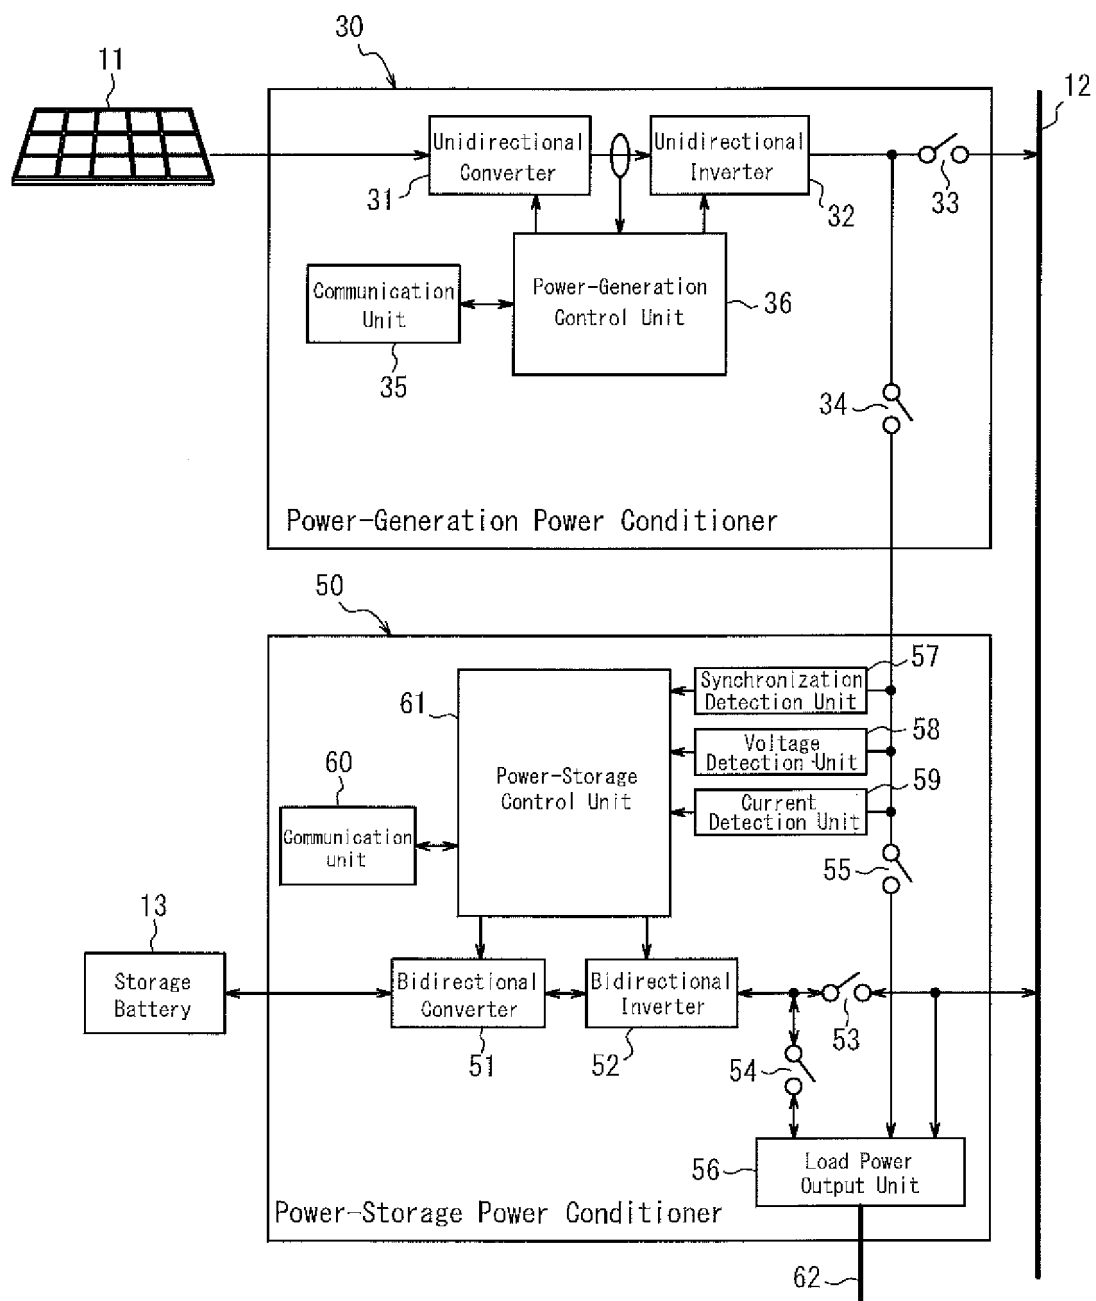 30
11
12
Unidirectional
Converter
Unidirectional
Inverter
31
32
33
Communication
Unit
Power-Generation
Control Unit
36
35
34
Power-Generation Power Conditioner
50
57
Synchronization
Detection Unit
61
58
Voltage
Detection Unit
60
Power-Storage
Control Unit
59
Current
Detection Unit
Communication
unit
55
13
Storage
Battery
Bidirectional
Converter
Bidirectional
Inverter
51
52
53
54
56
Load Power
Output Unit
Power-Storage Power Conditioner
62